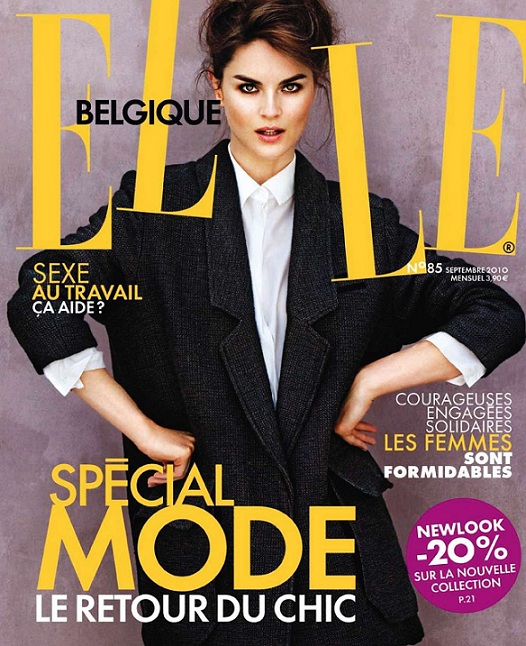 ELLE
BELGIQUE
®
N°85 SEPTEMBRE 2010
MENSUEL 3,90 €
SEXE
AU TRAVAIL
ÇA AIDE ?
COURAGEUSES
ENGAGÉES
SOLIDAIRES
LES FEMMES
SONT
FORMIDABLES
SPĒCIAL
MODE
LE RETOUR DU CHIC
NEWLOOK
-20%
SUR LA NOUVELLE
COLLECTION
P.21